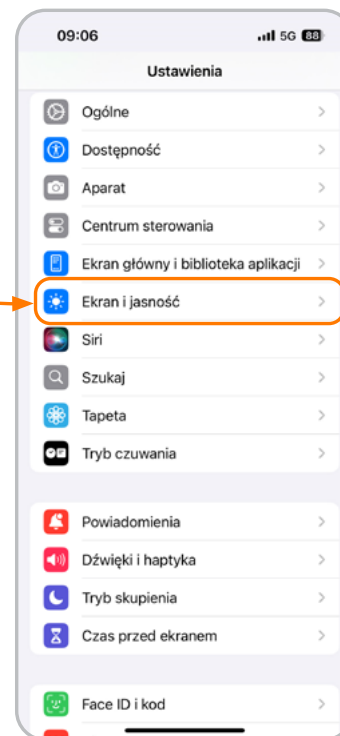 09:06 5G 88
Ustawienia
Ogólne
Dostępność
Aparat
Centrum sterowania
Ekran główny i biblioteka aplikacji
Ekran i jasność
Siri
Szukaj
Tapeta
Tryb czuwania
Powiadomienia
Dźwięki i haptyka
Tryb skupienia
Czas przed ekranem
Face ID i kod